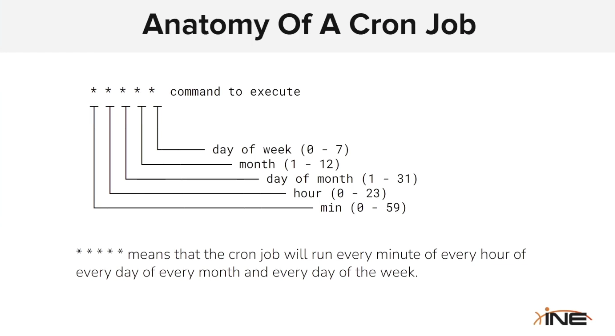 Anatomy Of A Cron Job
* * * * * command to execute
day of week (0 - 7)
month (1 - 12)
day of month (1 - 31)
hour (0 - 23)
min (0 - 59)
* * * * * means that the cron job will run every minute of every hour of
every day of every month and every day of the week.
INE